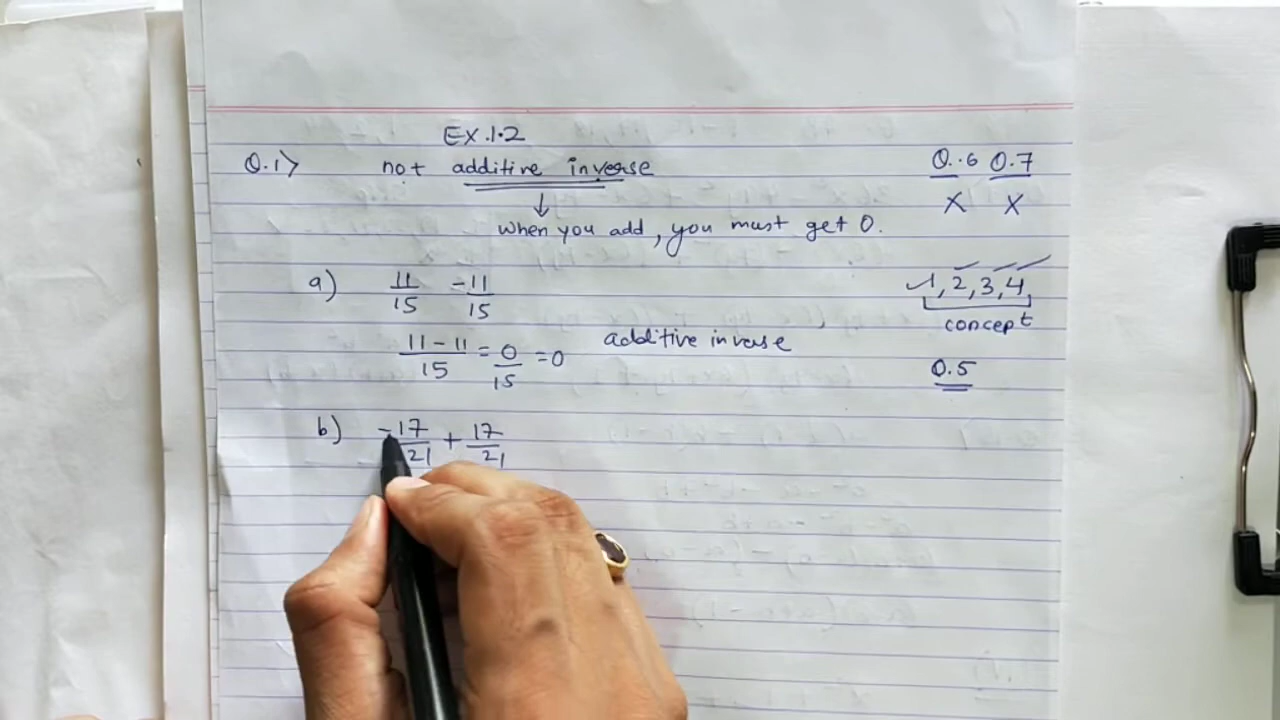 Ex.1.2
Q.1> not additive inverse
↓
when you add, you must get 0.
a) 11/15 -11/15
11-11/15 = 0/15 = 0 additive inverse
b) -17/21 + 17/21
Q.6 Q.7
X X
✓1, 2, 3, 4
concept
Q.5